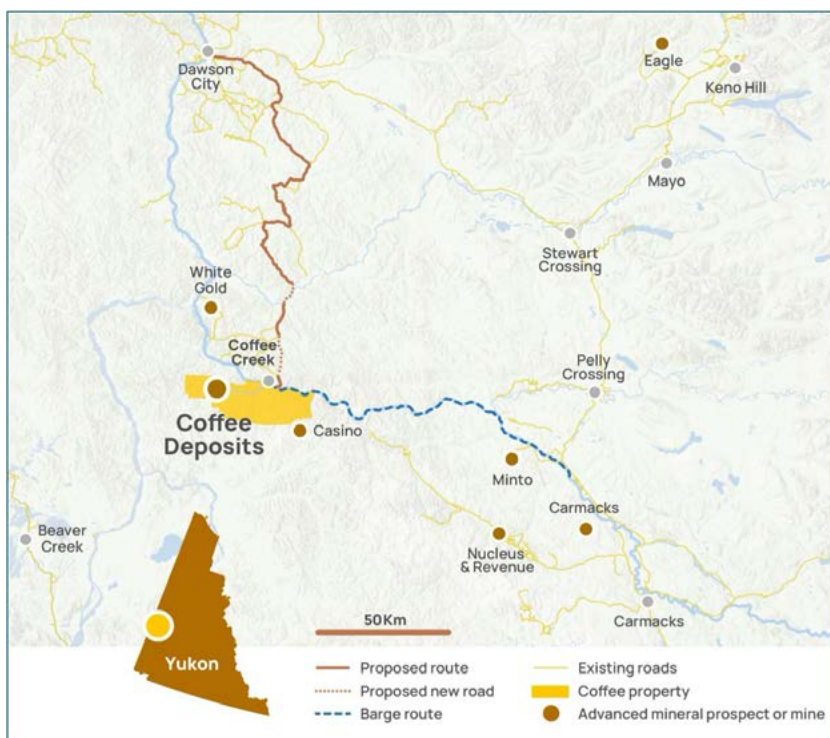 Dawson
City
Eagle
Keno Hill
Mayo
Stewart
Crossing
White
Gold
Coffee
Creek
Pelly
Crossing
Coffee
Deposits
Casino
Minto
Carmacks
Beaver
Creek
Nucleus
& Revenue
Carmacks
50Km
Yukon
Proposed route
Existing roads
Proposed new road
Coffee property
Barge route
Advanced mineral prospect or mine